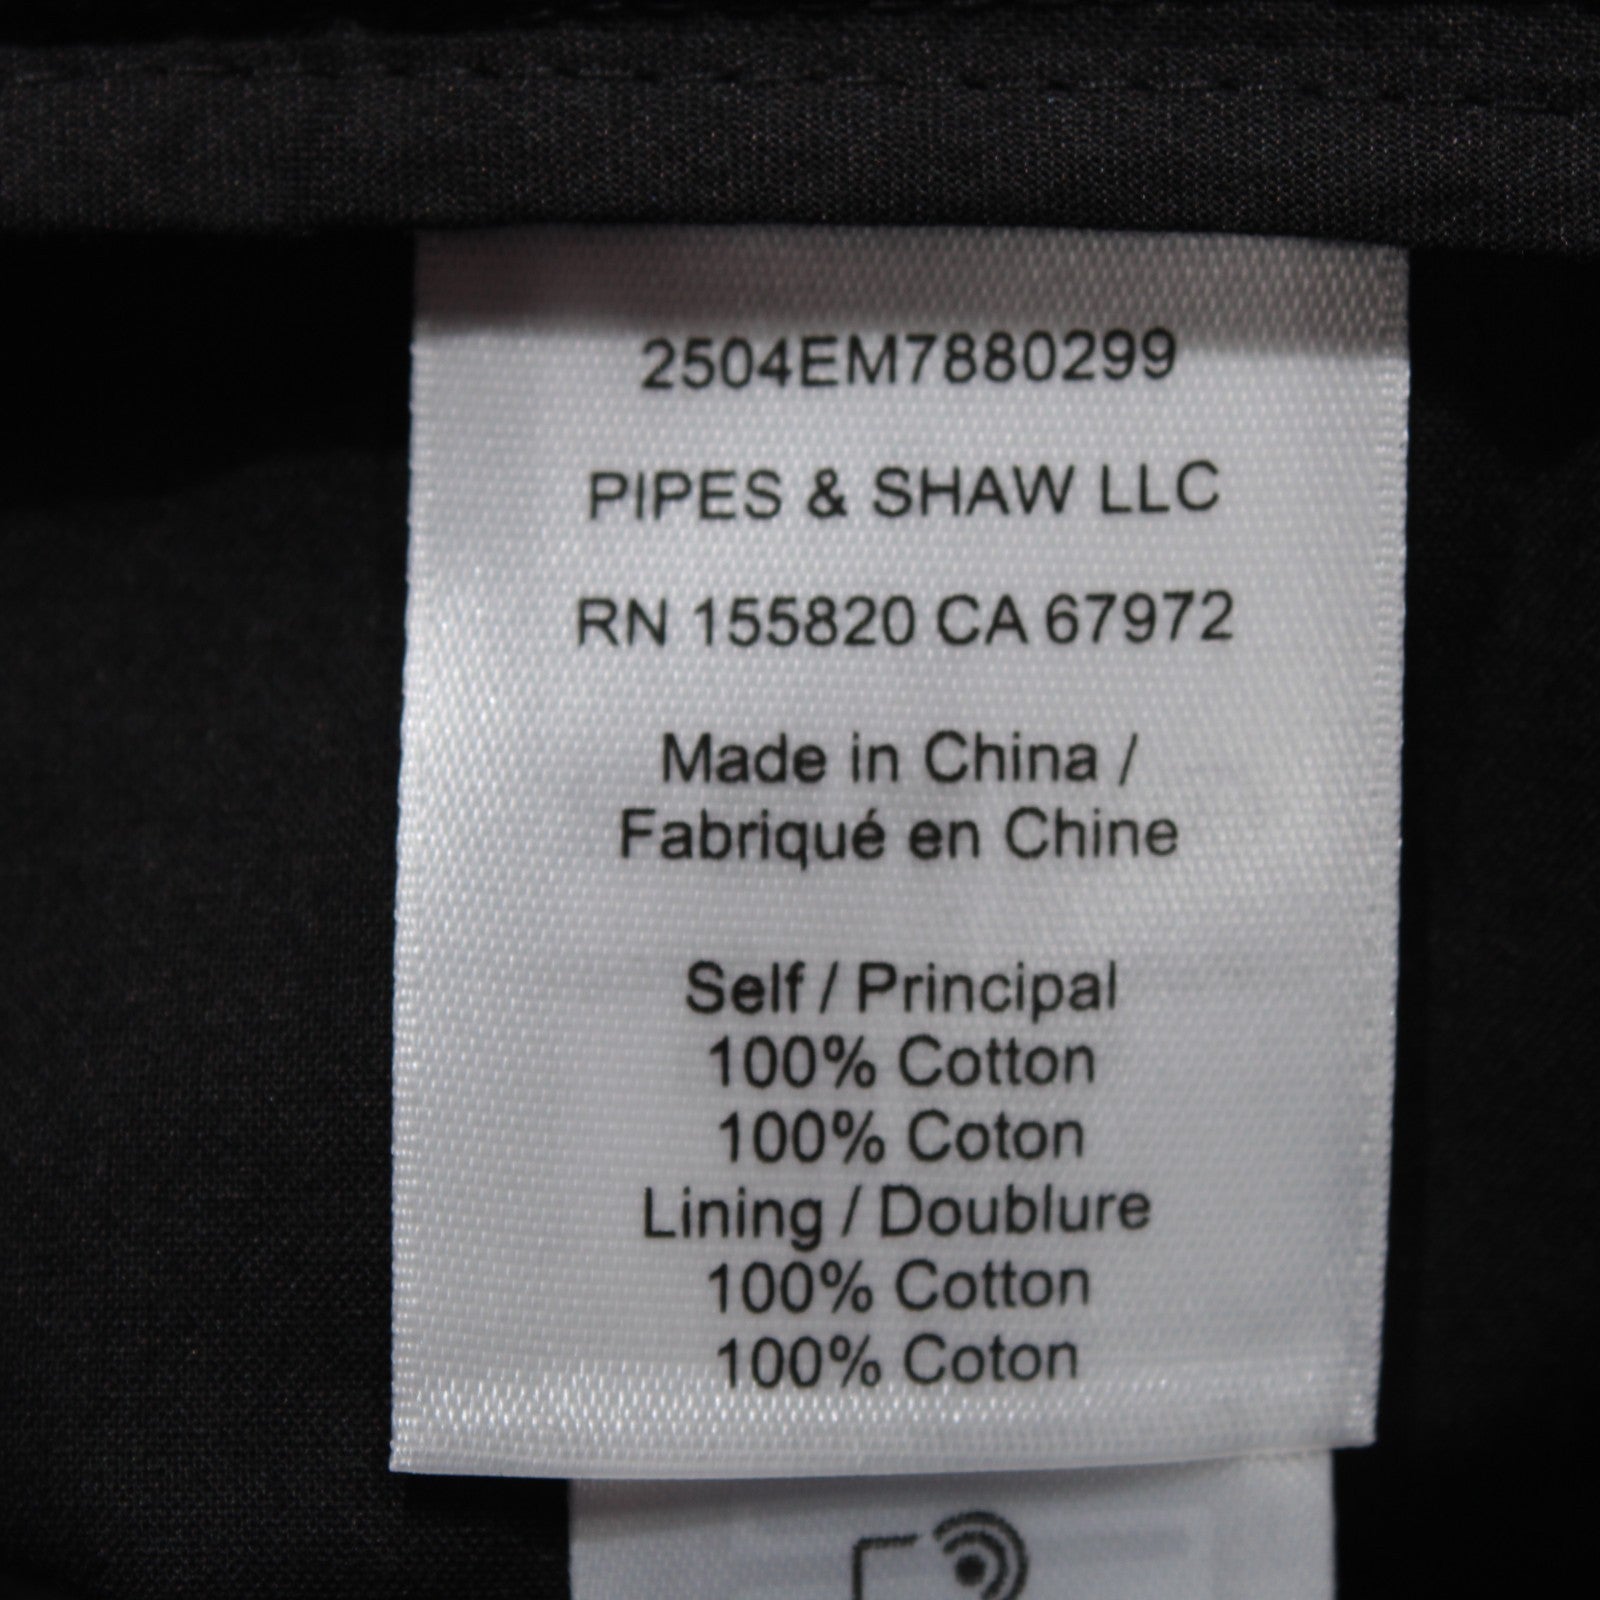 2504EM7880299
PIPES & SHAW LLC
RN 155820 CA 67972
Made in China /
Fabriqué en Chine
Self / Principal
100% Cotton
100% Coton
Lining / Doublure
100% Cotton
100% Coton